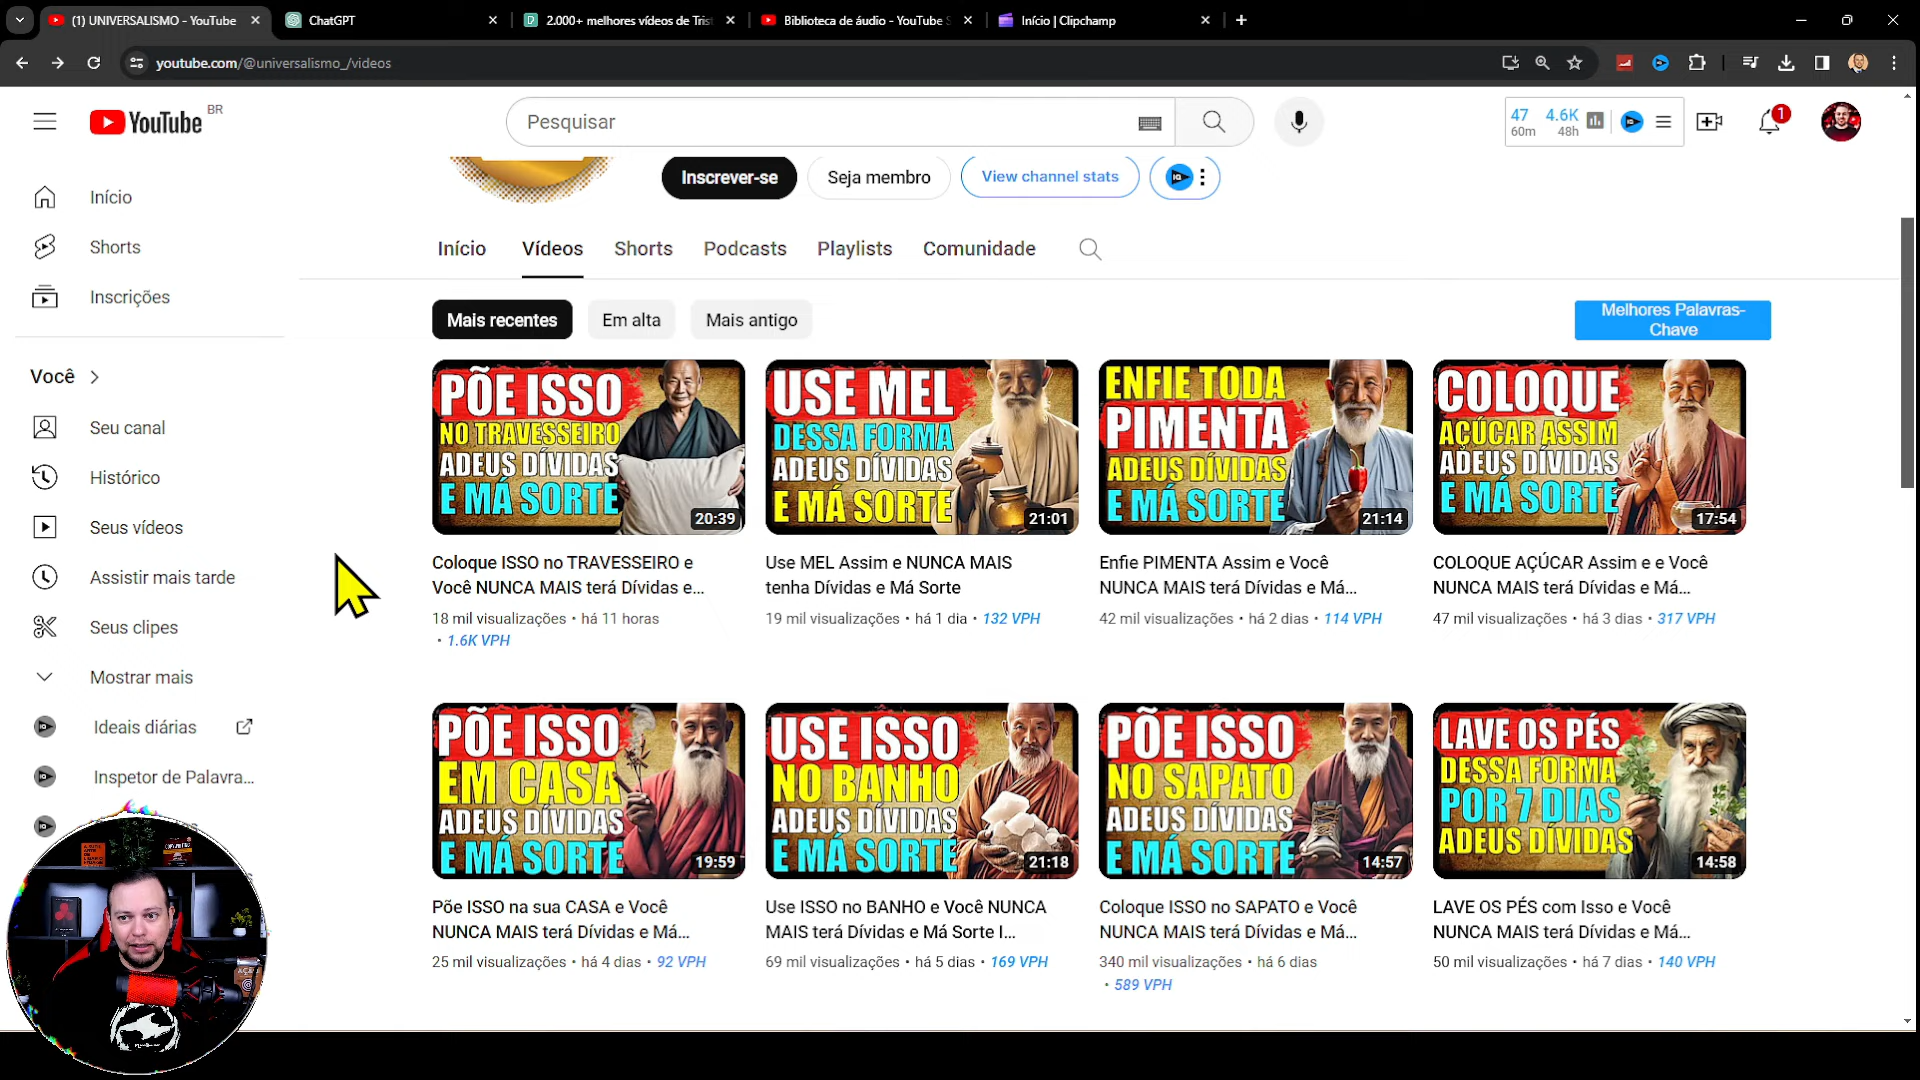 (1) UNIVERSALISMO - YouTube
ChatGPT
2.000+ melhores vídeos de Tris
Biblioteca de áudio - YouTube S
Início | Clipchamp
youtube.com/@universalismo_/videos
YouTube BR
Pesquisar
47 4.6K
60m 48h
1
Inscrever-se
Seja membro
View channel stats
Início
Shorts
Inscrições
Você
Seu canal
Histórico
Seus vídeos
Assistir mais tarde
Seus clipes
Mostrar mais
Ideais diárias
Inspetor de Palavra...
Início
Vídeos
Shorts
Podcasts
Playlists
Comunidade
Mais recentes
Em alta
Mais antigo
Melhores Palavras-
Chave
PÕE ISSO
NO TRAVESSEIRO
ADEUS DÍVIDAS
E MÁ SORTE
20:39
Coloque ISSO no TRAVESSEIRO e
Você NUNCA MAIS terá Dívidas e...
18 mil visualizações • há 11 horas
• 1.6K VPH
USE MEL
DESSA FORMA
ADEUS DÍVIDAS
E MÁ SORTE
21:01
Use MEL Assim e NUNCA MAIS
tenha Dívidas e Má Sorte
19 mil visualizações • há 1 dia • 132 VPH
ENFIE TODA
PIMENTA
ADEUS DÍVIDAS
E MÁ SORTE
21:14
Enfie PIMENTA Assim e Você
NUNCA MAIS terá Dívidas e Má...
42 mil visualizações • há 2 dias • 114 VPH
COLOQUE
AÇÚCAR ASSIM
ADEUS DÍVIDAS
E MÁ SORTE
17:54
COLOQUE AÇÚCAR Assim e e Você
NUNCA MAIS terá Dívidas e Má...
47 mil visualizações • há 3 dias • 317 VPH
PÕE ISSO
EM CASA
ADEUS DÍVIDAS
E MÁ SORTE
19:59
Põe ISSO na sua CASA e Você
NUNCA MAIS terá Dívidas e Má...
25 mil visualizações • há 4 dias • 92 VPH
USE ISSO
NO BANHO
ADEUS DÍVIDAS
E MÁ SORTE
21:18
Use ISSO no BANHO e Você NUNCA
MAIS terá Dívidas e Má Sorte I...
69 mil visualizações • há 5 dias • 169 VPH
PÕE ISSO
NO SAPATO
ADEUS DÍVIDAS
E MÁ SORTE
14:57
Coloque ISSO no SAPATO e Você
NUNCA MAIS terá Dívidas e Má...
340 mil visualizações • há 6 dias
• 589 VPH
LAVE OS PÉS
DESSA FORMA
POR 7 DIAS
ADEUS DÍVIDAS
14:58
LAVE OS PÉS com Isso e Você
NUNCA MAIS terá Dívidas e Má...
50 mil visualizações • há 7 dias • 140 VPH